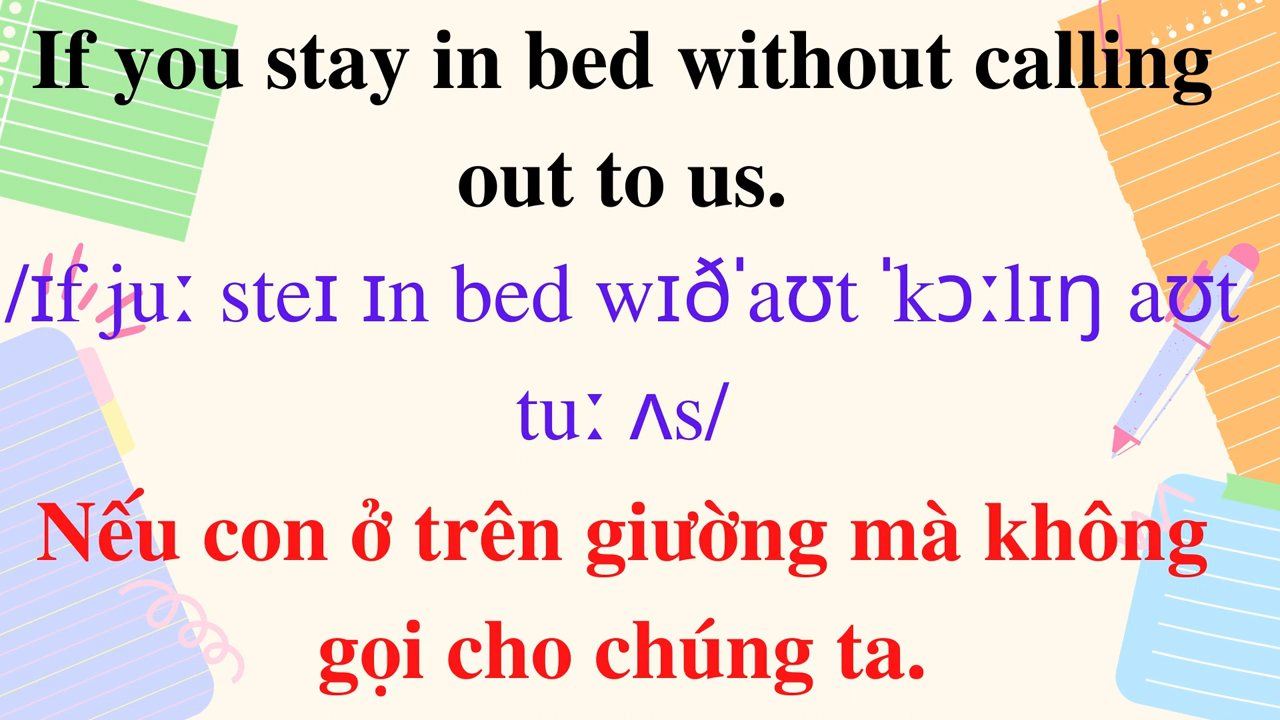 If you stay in bed without calling
out to us.
/ɪf juː steɪ ɪn bed wɪðˈaʊt ˈkɔːlɪŋ aʊt
tuː ʌs/
Nếu con ở trên giường mà không
gọi cho chúng ta.